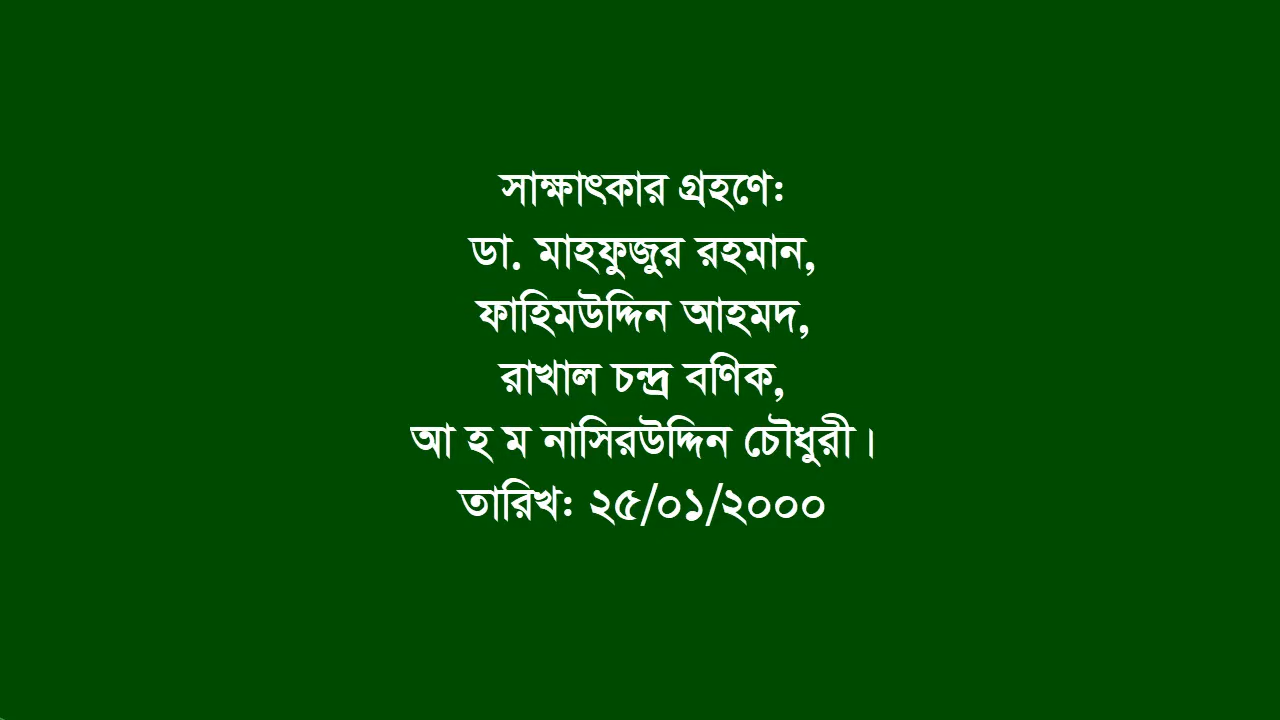 সাক্ষাৎকার গ্রহণে:
ডা. মাহফুজুর রহমান,
ফাহিমউদ্দিন আহমদ,
রাখাল চন্দ্র বণিক,
আ হ ম নাসিরউদ্দিন চৌধুরী।
তারিখ: ২৫/০১/২০০০